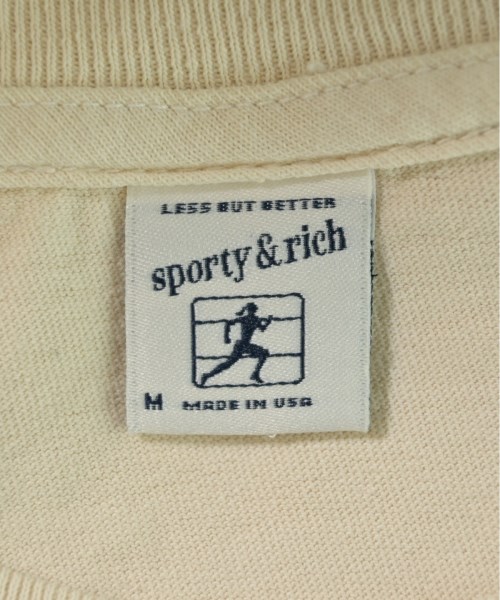 LESS BUT BETTER
sporty & rich
M MADE IN USA